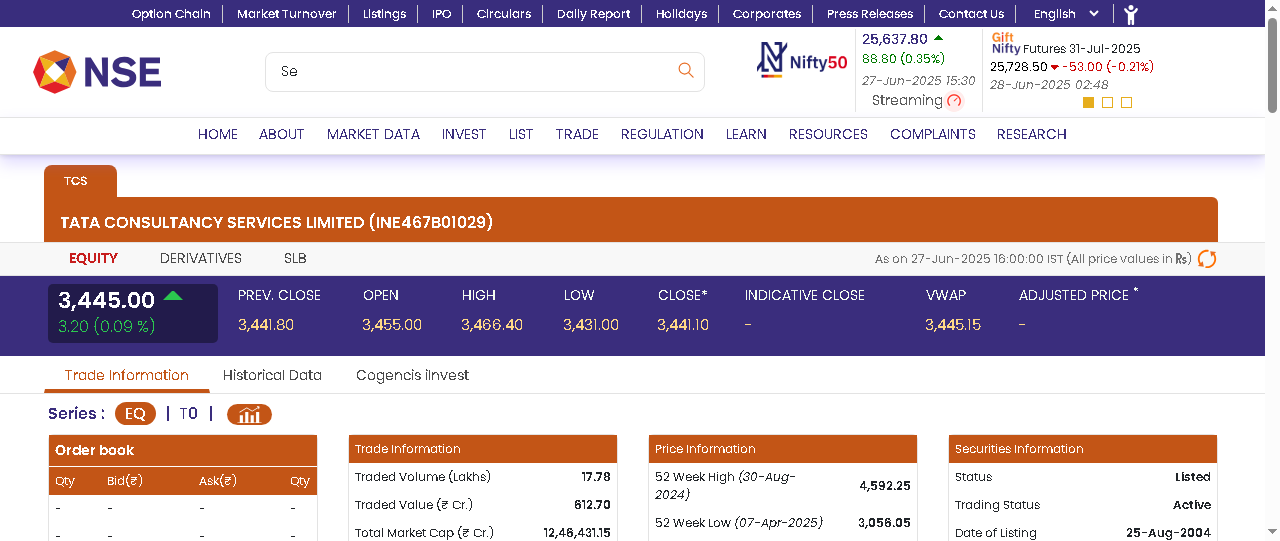 Option Chain Market Turnover Listings IPO Circulars Daily Report Holidays Corporates Press Releases Contact Us English
NSE
Se
Nifty50
25,637.80
88.80 (0.35%)
27-Jun-2025 15:30
Streaming
Gift
Nifty Futures 31-Jul-2025
25,728.50 -53.00 (-0.21%)
28-Jun-2025 02:48
HOME ABOUT MARKET DATA INVEST LIST TRADE REGULATION LEARN RESOURCES COMPLAINTS RESEARCH
TCS
TATA CONSULTANCY SERVICES LIMITED (INE467B01029)
EQUITY DERIVATIVES SLB As on 27-Jun-2025 16:00:00 IST (All price values in ₨)
3,445.00
3.20 (0.09 %)
PREV. CLOSE OPEN HIGH LOW CLOSE* INDICATIVE CLOSE VWAP ADJUSTED PRICE *
3,441.80 3,455.00 3,466.40 3,431.00 3,441.10 - 3,445.15 -
Trade Information Historical Data Cogencis iInvest
Series : EQ | T0 |
Order book
Qty Bid(₹) Ask(₹) Qty
- - - -
- - - -
Trade Information
Traded Volume (Lakhs) 17.78
Traded Value (₹ Cr.) 612.70
Total Market Cap (₹ Cr.) 12,46,431.15
Price Information
52 Week High (30-Aug-
2024) 4,592.25
52 Week Low (07-Apr-2025) 3,056.05
Securities Information
Status Listed
Trading Status Active
Date of Listing 25-Aug-2004